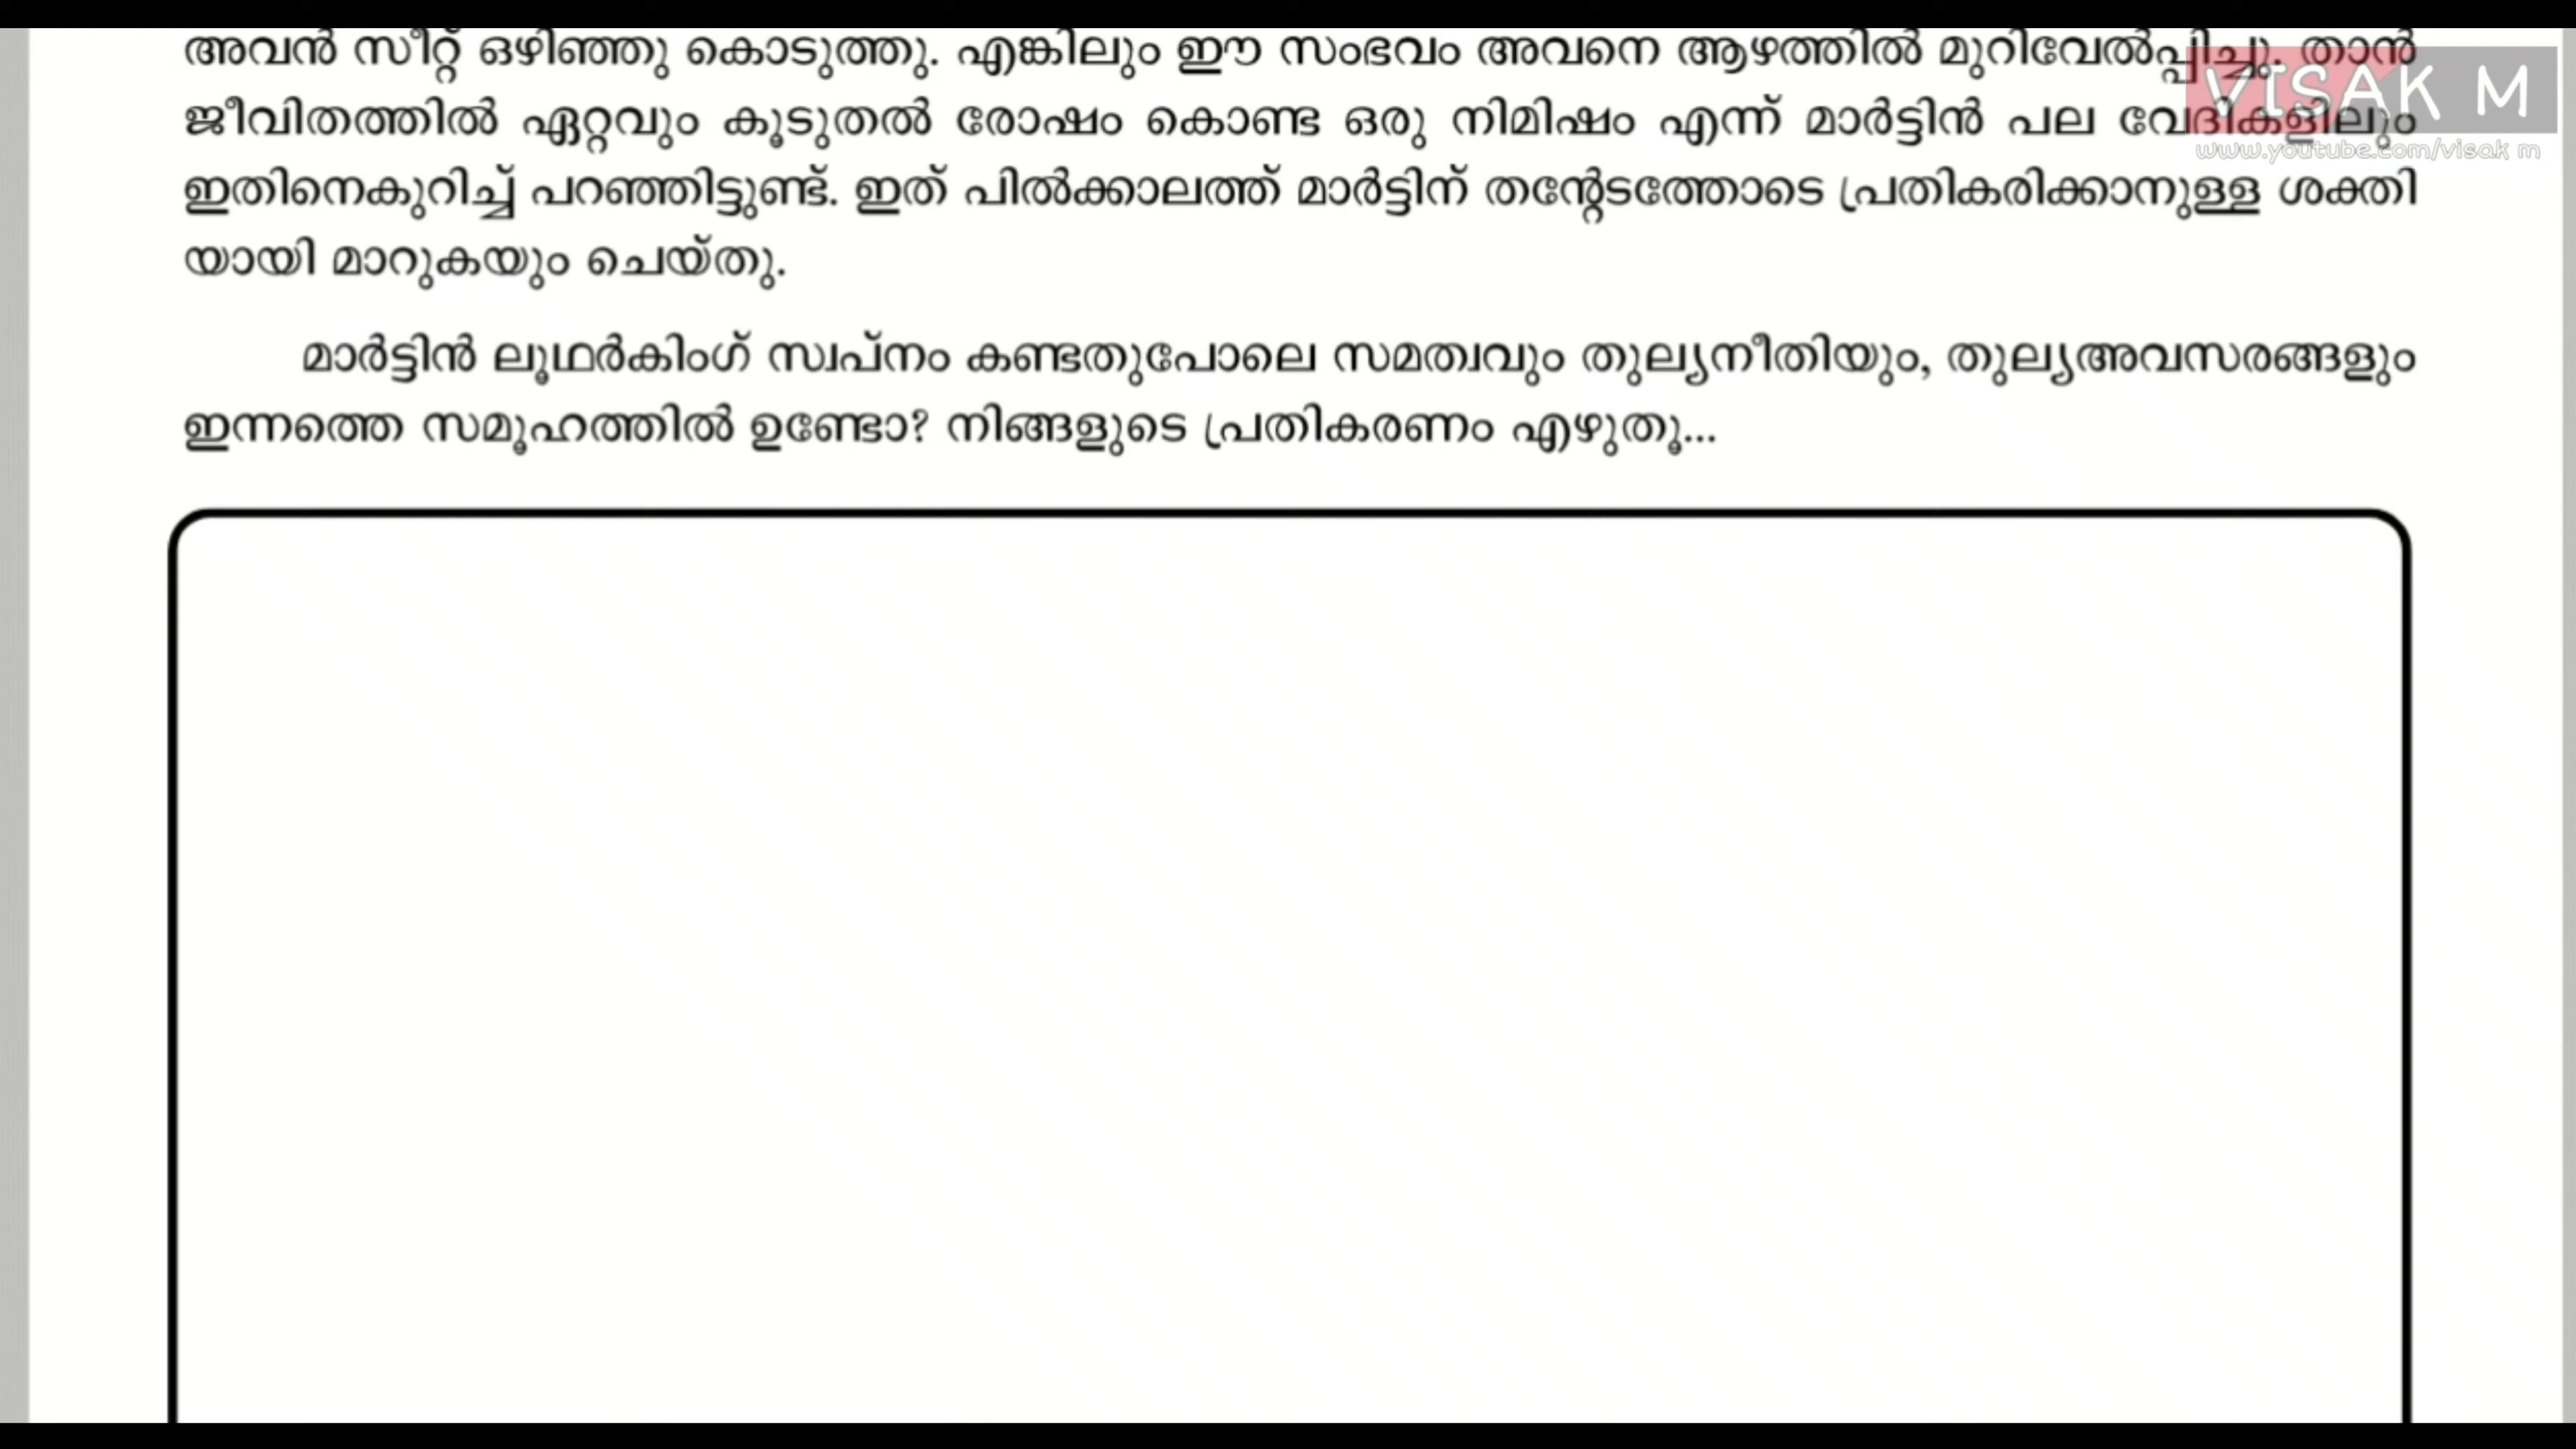 അവൻ സീറ്റ് ഒഴിഞ്ഞു കൊടുത്തു. എങ്കിലും ഈ സംഭവം അവനെ ആഴത്തിൽ മുറിവേൽപ്പിച്ചു. താൻ
ജീവിതത്തിൽ ഏറ്റവും കൂടുതൽ രോഷം കൊണ്ട ഒരു നിമിഷം എന്ന് മാർട്ടിൻ പല വേദികളിലും
ഇതിനെകുറിച്ച് പറഞ്ഞിട്ടുണ്ട്. ഇത് പിൽക്കാലത്ത് മാർട്ടിന് തന്റേടത്തോടെ പ്രതികരിക്കാനുള്ള ശക്തി
യായി മാറുകയും ചെയ്തു.
മാർട്ടിൻ ലൂഥർകിംഗ് സ്വപ്നം കണ്ടതുപോലെ സമത്വവും തുല്യനീതിയും, തുല്യഅവസരങ്ങളും
ഇന്നത്തെ സമൂഹത്തിൽ ഉണ്ടോ? നിങ്ങളുടെ പ്രതികരണം എഴുതൂ...
VISAK M
www.youtube.com/visak m